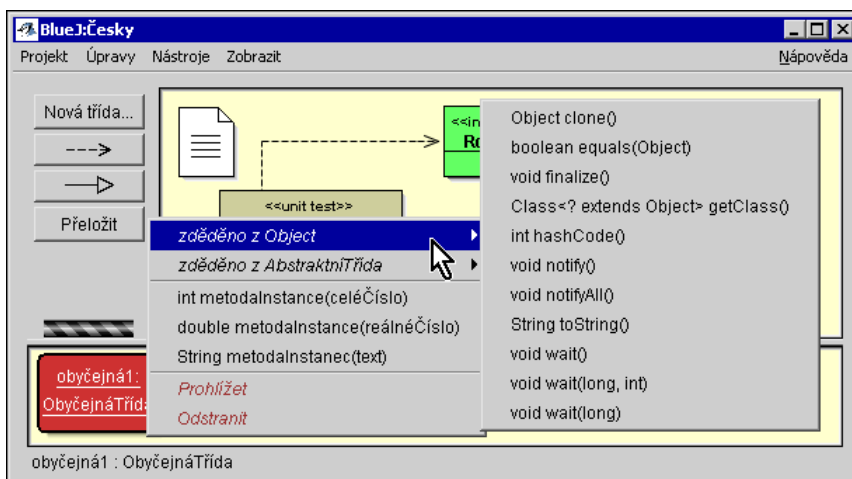 BlueJ:Česky
Projekt Úpravy Nástroje Zobrazit Nápověda
Nová třída...
Přeložit
<<in
<<unit test>>
zděděno z Object
zděděno z AbstraktníTřída
int metodaInstance(celéČíslo)
double metodaInstance(reálnéČíslo)
String metodaInstanec(text)
Prohlížet
Odstranit
Object clone()
boolean equals(Object)
void finalize()
Class<? extends Object> getClass()
int hashCode()
void notify()
void notifyAll()
String toString()
void wait()
void wait(long, int)
void wait(long)
obyčejná1:
ObyčejnáTříd
obyčejná1 : ObyčejnáTřída